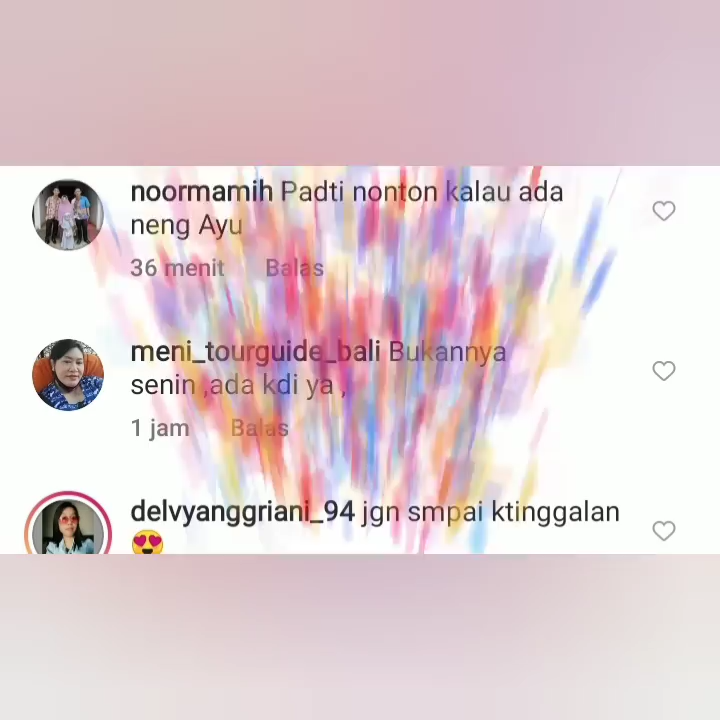 noormamih Padti nonton kalau ada
neng Ayu
36 menit Balas
meni_tourguide_bali Bukannya
senin ,ada kdi ya ,
1 jam Balas
delvyanggriani_94 jgn smpai ktinggalan
😍